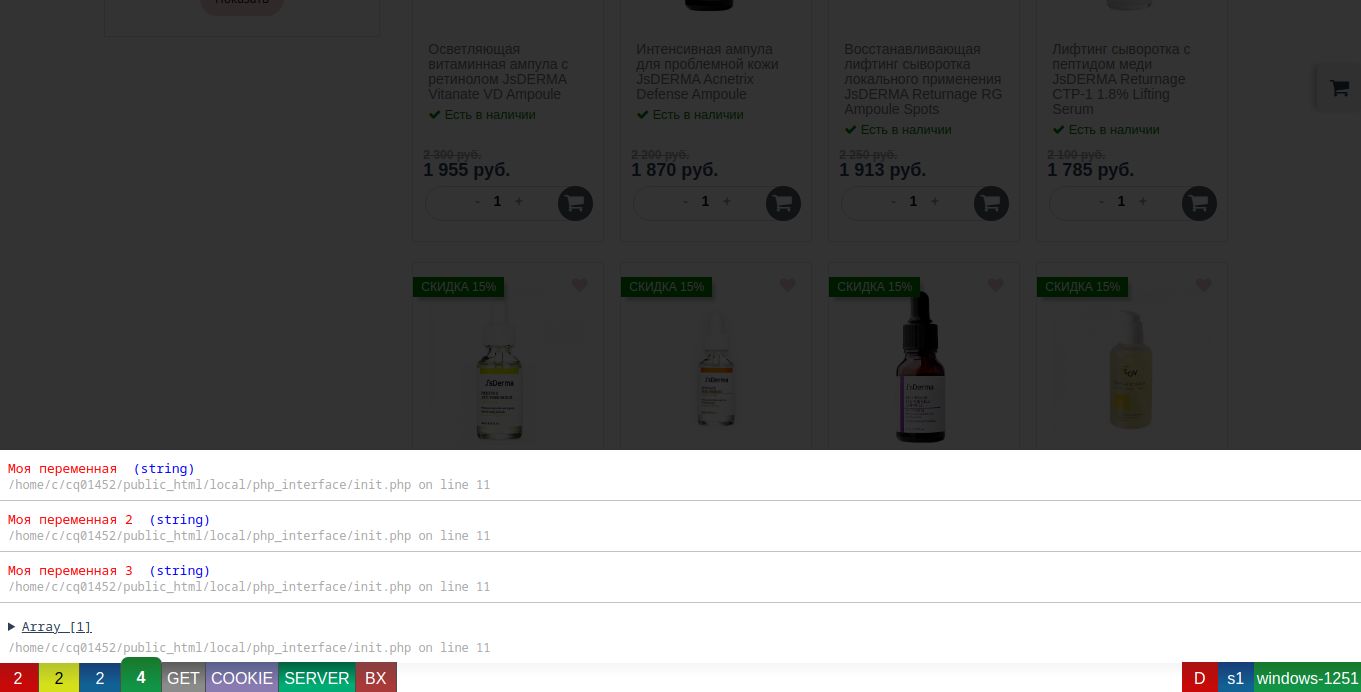 Показать
Осветляющая
витаминная ампула с
ретинолом JsDERMA
Vitanate VD Ampoule
Есть в наличии
2 300 руб.
1 955 руб.
- 1 +
Интенсивная ампула
для проблемной кожи
JsDERMA Acnetrix
Defense Ampoule
Есть в наличии
2 200 руб.
1 870 руб.
- 1 +
Восстанавливающая
лифтинг сыворотка
локального применения
JsDERMA Returnage RG
Ampoule Spots
Есть в наличии
2 250 руб.
1 913 руб.
- 1 +
Лифтинг сыворотка с
пептидом меди
JsDERMA Returnage
CTP-1 1.8% Lifting
Serum
Есть в наличии
2 100 руб.
1 785 руб.
- 1 +
СКИДКА 15%
JsDerma
СКИДКА 15%
JsDerma
СКИДКА 15%
JsDerma
СКИДКА 15%
Моя переменная (string)
/home/c/cq01452/public_html/local/php_interface/init.php on line 11
Моя переменная 2 (string)
/home/c/cq01452/public_html/local/php_interface/init.php on line 11
Моя переменная 3 (string)
/home/c/cq01452/public_html/local/php_interface/init.php on line 11
Array [1]
/home/c/cq01452/public_html/local/php_interface/init.php on line 11
2 2 2 4 GET COOKIE SERVER BX D s1 windows-1251